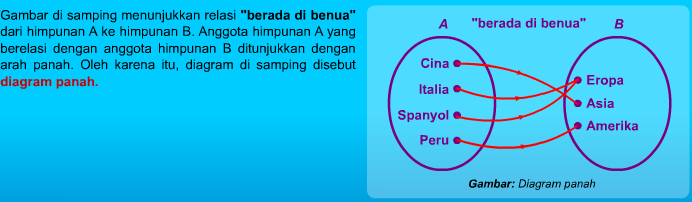 Gambar di samping menunjukkan relasi "berada di benua"
dari himpunan A ke himpunan B. Anggota himpunan A yang
berelasi dengan anggota himpunan B ditunjukkan dengan
arah panah. Oleh karena itu, diagram di samping disebut
diagram panah.
A "berada di benua" B
Cina
Italia
Spanyol
Peru
Eropa
Asia
Amerika
Gambar: Diagram panah